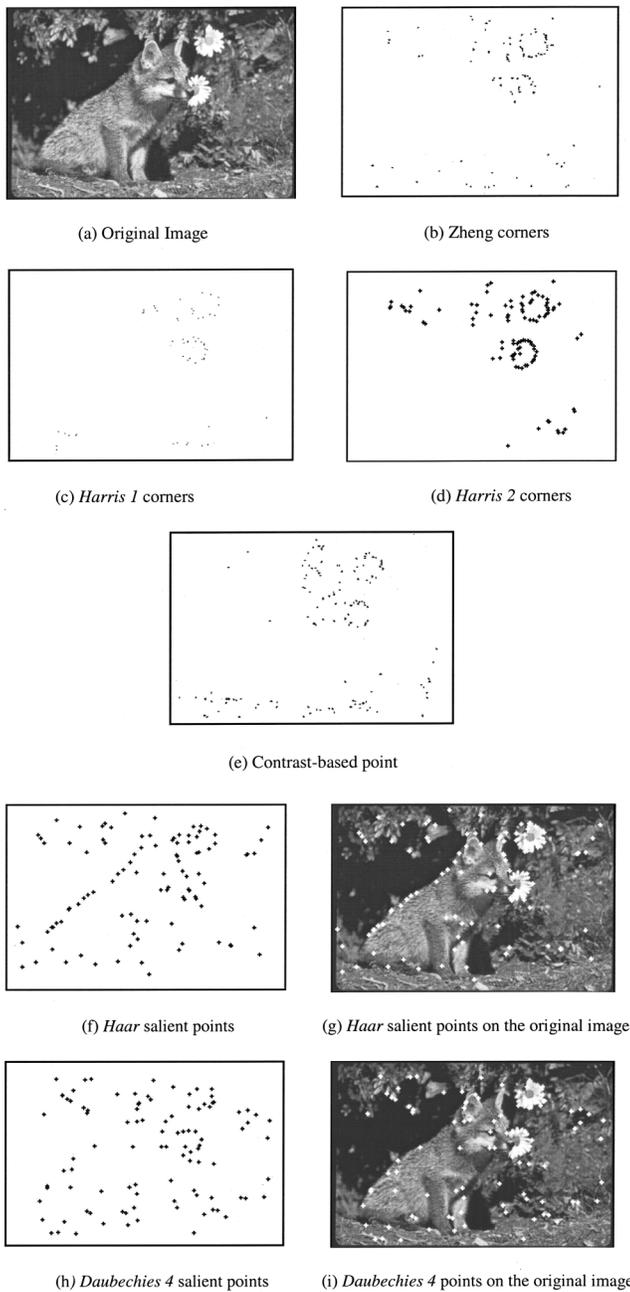 (a) Original Image
(b) Zheng corners
(c) Harris 1 corners
(d) Harris 2 corners
(e) Contrast-based point
(f) Haar salient points
(g) Haar salient points on the original image
(h) Daubechies 4 salient points
(i) Daubechies 4 points on the original image